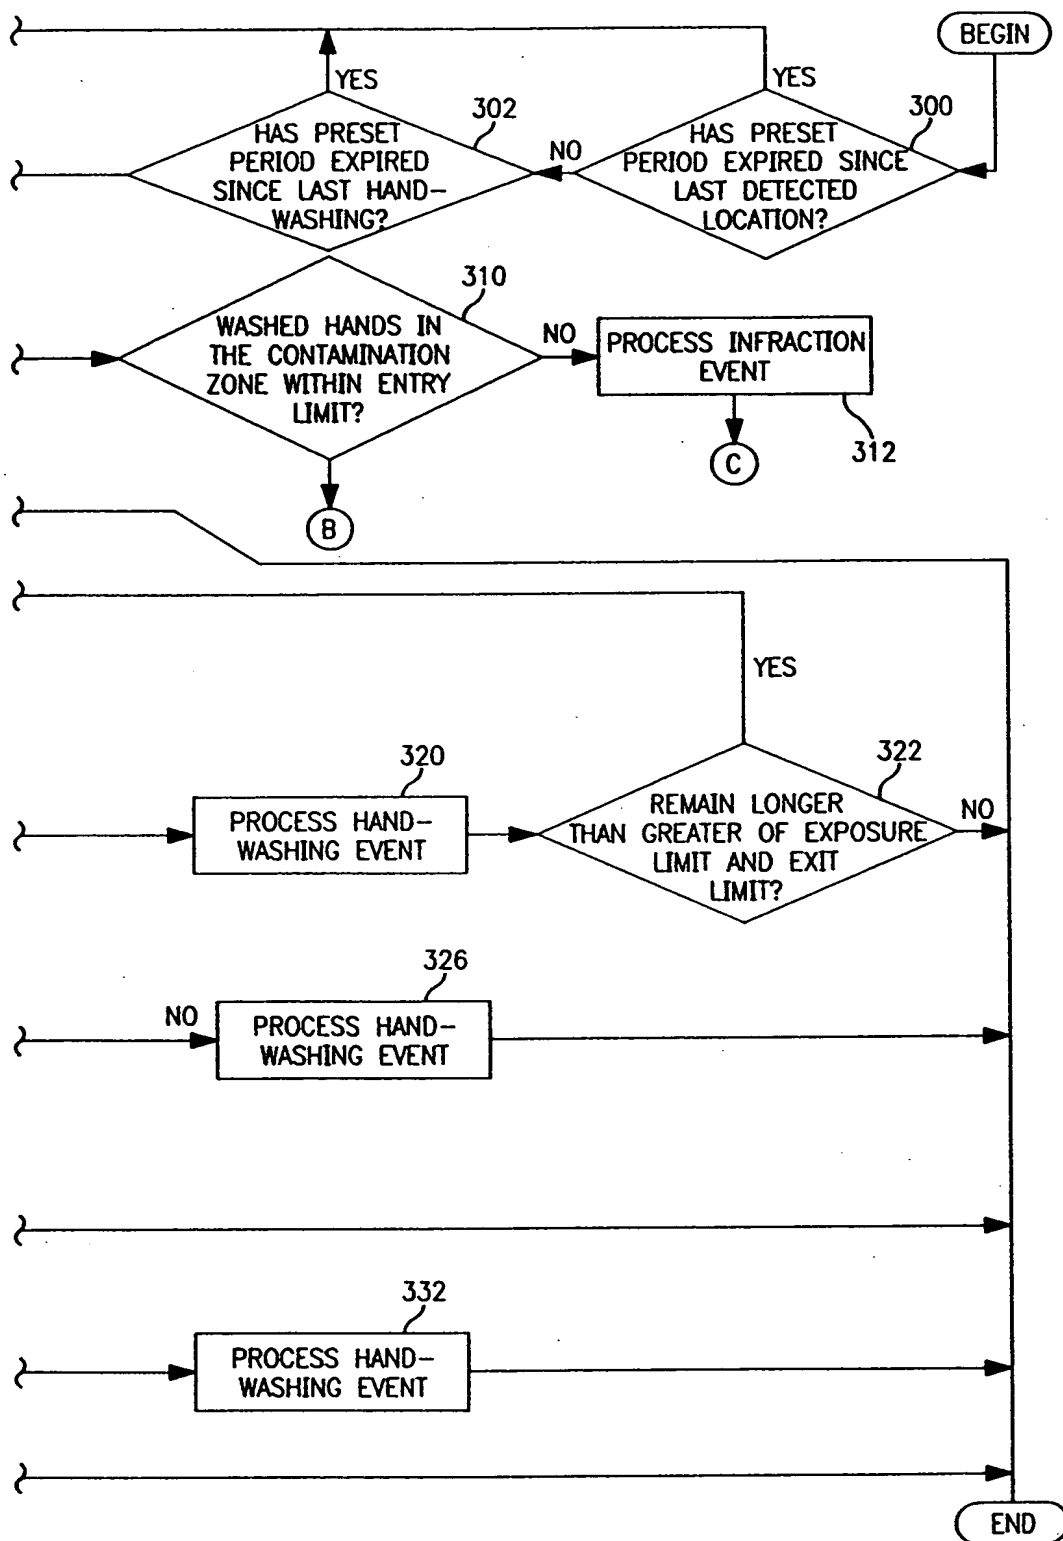 BEGIN
YES
YES
302
300
HAS PRESET
PERIOD EXPIRED
SINCE LAST HAND-
WASHING?
NO
HAS PRESET
PERIOD EXPIRED SINCE
LAST DETECTED
LOCATION?
310
WASHED HANDS IN
THE CONTAMINATION
ZONE WITHIN ENTRY
LIMIT?
NO
PROCESS INFRACTION
EVENT
312
C
B
YES
320
PROCESS HAND-
WASHING EVENT
322
REMAIN LONGER
THAN GREATER OF EXPOSURE
LIMIT AND EXIT
LIMIT?
NO
326
NO
PROCESS HAND-
WASHING EVENT
332
PROCESS HAND-
WASHING EVENT
END